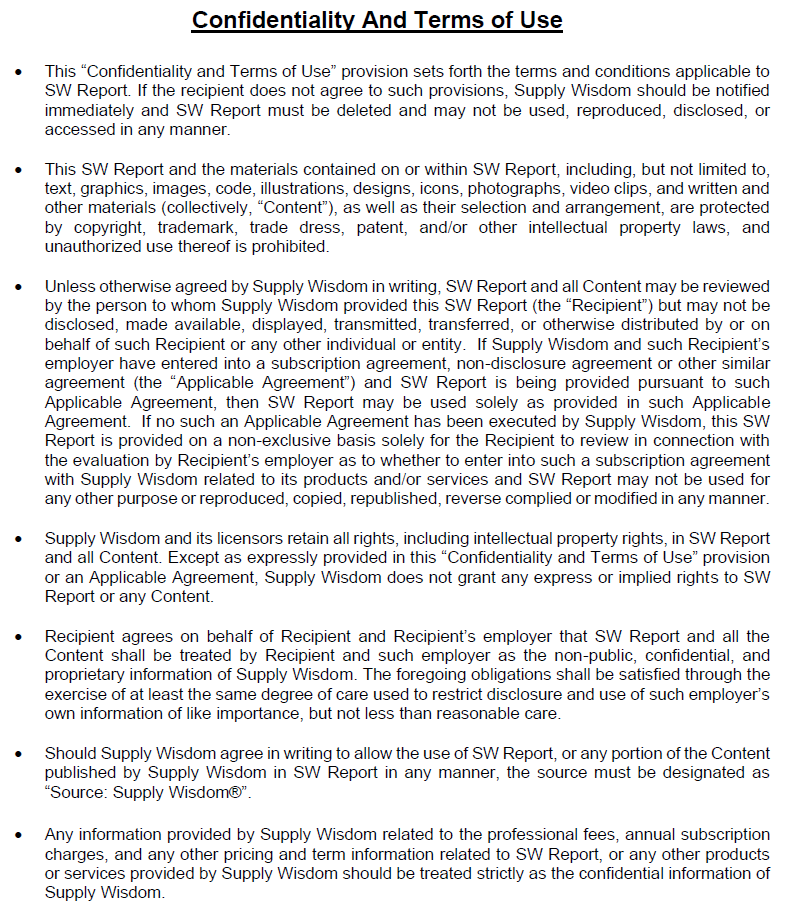 Confidentiality And Terms of Use
• This “Confidentiality and Terms of Use” provision sets forth the terms and conditions applicable to
SW Report. If the recipient does not agree to such provisions, Supply Wisdom should be notified
immediately and SW Report must be deleted and may not be used, reproduced, disclosed, or
accessed in any manner.
• This SW Report and the materials contained on or within SW Report, including, but not limited to,
text, graphics, images, code, illustrations, designs, icons, photographs, video clips, and written and
other materials (collectively, “Content”), as well as their selection and arrangement, are protected
by copyright, trademark, trade dress, patent, and/or other intellectual property laws, and
unauthorized use thereof is prohibited.
• Unless otherwise agreed by Supply Wisdom in writing, SW Report and all Content may be reviewed
by the person to whom Supply Wisdom provided this SW Report (the “Recipient”) but may not be
disclosed, made available, displayed, transmitted, transferred, or otherwise distributed by or on
behalf of such Recipient or any other individual or entity. If Supply Wisdom and such Recipient’s
employer have entered into a subscription agreement, non-disclosure agreement or other similar
agreement (the “Applicable Agreement”) and SW Report is being provided pursuant to such
Applicable Agreement, then SW Report may be used solely as provided in such Applicable
Agreement. If no such an Applicable Agreement has been executed by Supply Wisdom, this SW
Report is provided on a non-exclusive basis solely for the Recipient to review in connection with
the evaluation by Recipient’s employer as to whether to enter into such a subscription agreement
with Supply Wisdom related to its products and/or services and SW Report may not be used for
any other purpose or reproduced, copied, republished, reverse complied or modified in any manner.
• Supply Wisdom and its licensors retain all rights, including intellectual property rights, in SW Report
and all Content. Except as expressly provided in this “Confidentiality and Terms of Use” provision
or an Applicable Agreement, Supply Wisdom does not grant any express or implied rights to SW
Report or any Content.
• Recipient agrees on behalf of Recipient and Recipient’s employer that SW Report and all the
Content shall be treated by Recipient and such employer as the non-public, confidential, and
proprietary information of Supply Wisdom. The foregoing obligations shall be satisfied through the
exercise of at least the same degree of care used to restrict disclosure and use of such employer’s
own information of like importance, but not less than reasonable care.
• Should Supply Wisdom agree in writing to allow the use of SW Report, or any portion of the Content
published by Supply Wisdom in SW Report in any manner, the source must be designated as
“Source: Supply Wisdom®”.
• Any information provided by Supply Wisdom related to the professional fees, annual subscription
charges, and any other pricing and term information related to SW Report, or any other products
or services provided by Supply Wisdom should be treated strictly as the confidential information of
Supply Wisdom.